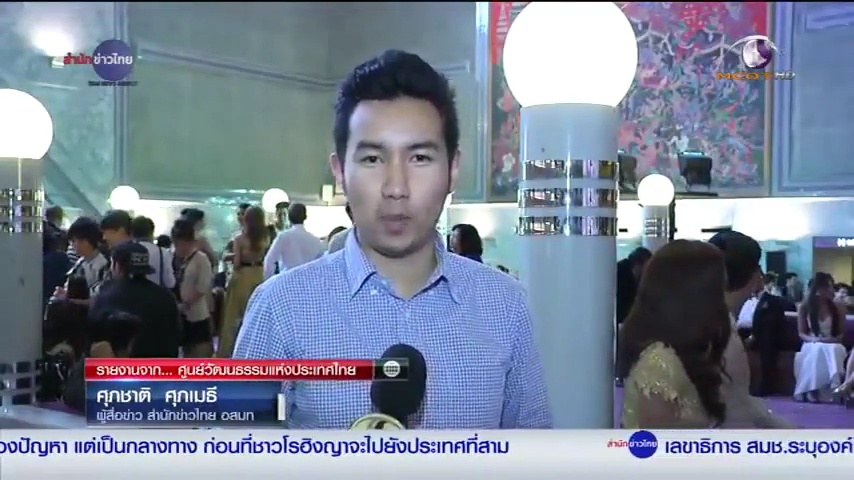 สำนักข่าวไทย
THAI NEWS AGENCY
MCOT HD
รายงานจาก... ศูนย์วัฒนธรรมแห่งประเทศไทย
ศุภชาติ ศุภเมธี
ผู้สื่อข่าว สำนักข่าวไทย อสมท
องปัญหา แต่เป็นกลางทาง ก่อนที่ชาวโรฮิงญาจะไปยังประเทศที่สาม สำนักข่าวไทย เลขาธิการ สมช.ระบุองค์